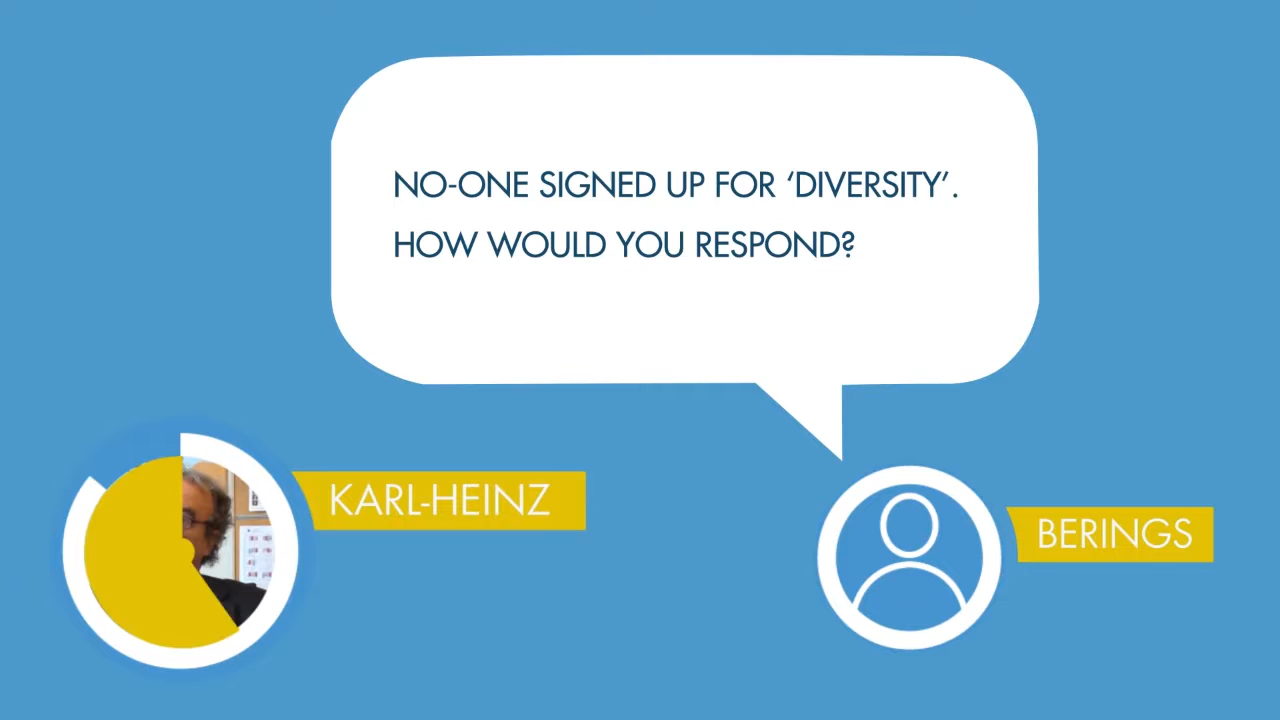 NO-ONE SIGNED UP FOR ‘DIVERSITY’.
HOW WOULD YOU RESPOND?
KARL-HEINZ
BERINGS